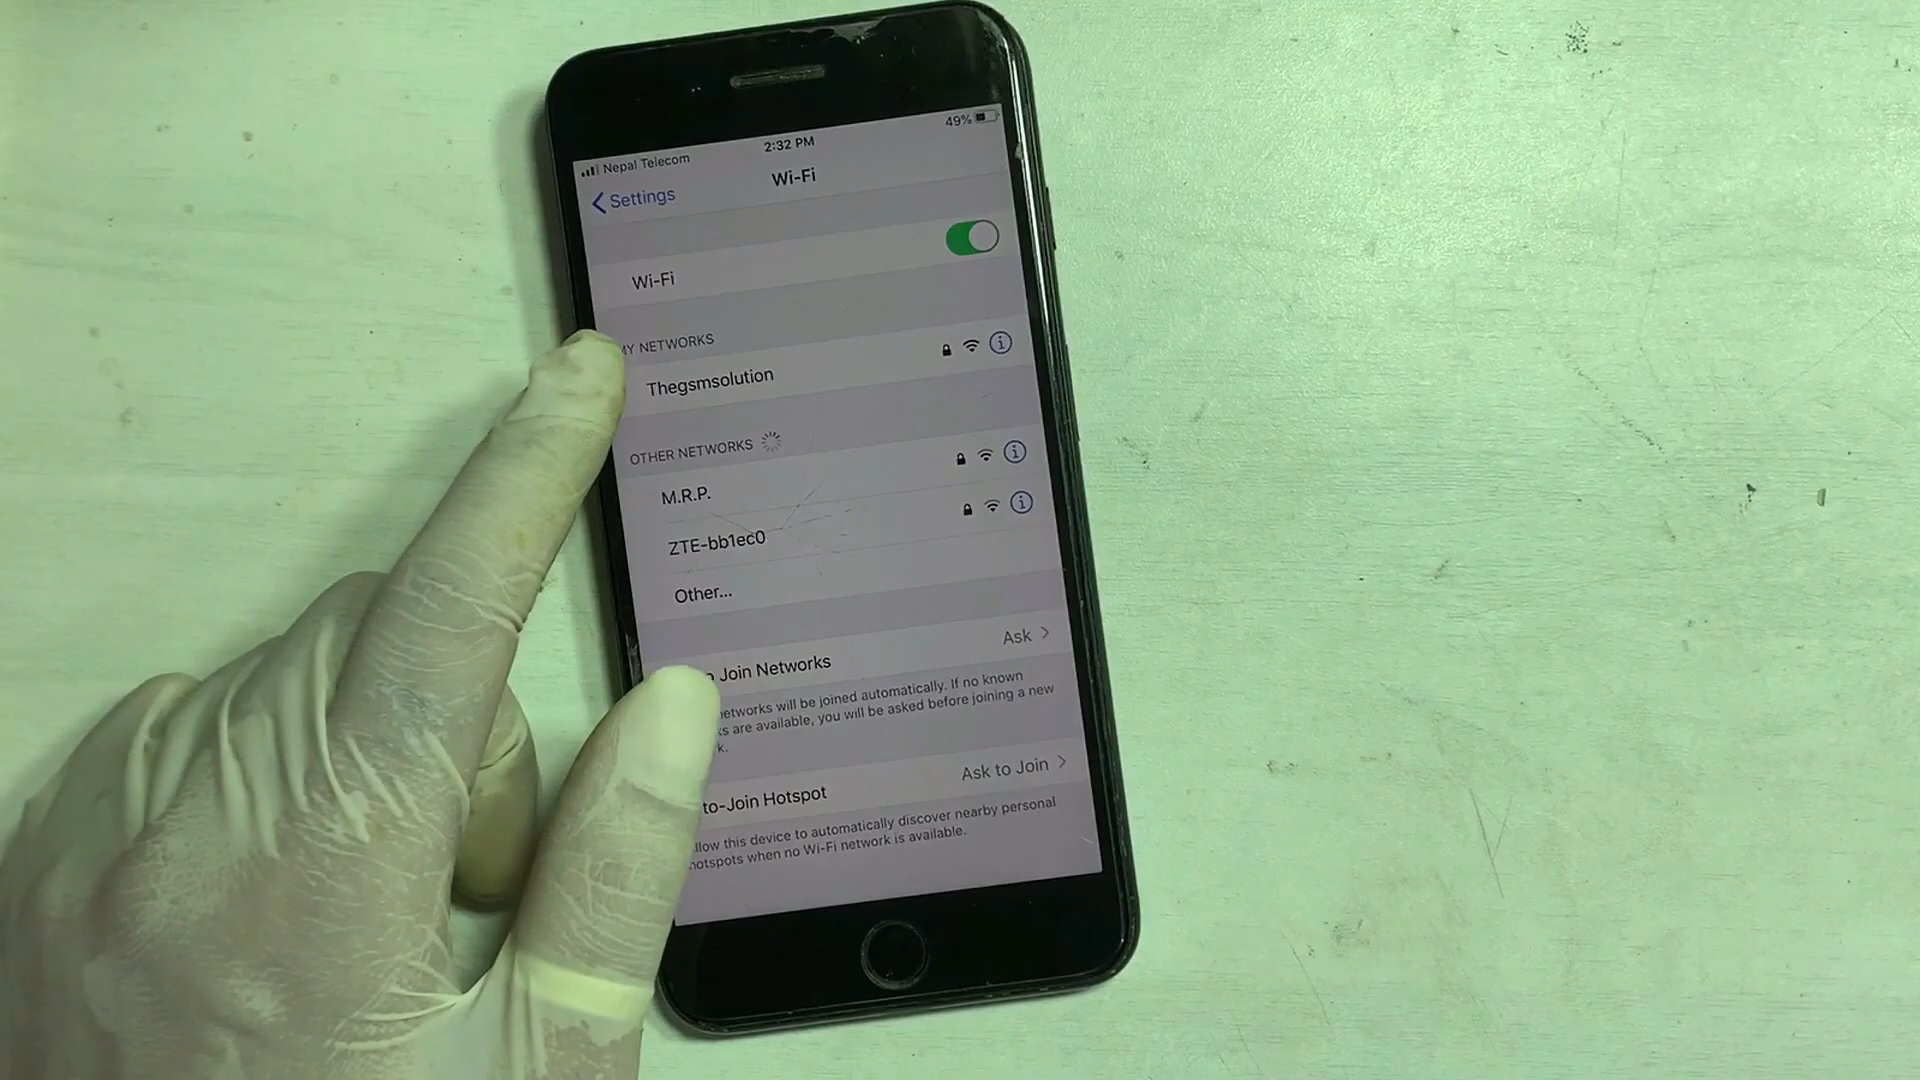 Nepal Telecom
2:32 PM
49%
Settings
Wi-Fi
Wi-Fi
MY NETWORKS
Thegsmsolution
OTHER NETWORKS
M.R.P.
ZTE-bb1ec0
Other...
Join Networks
Ask
networks will be joined automatically. If no known
are available, you will be asked before joining a new
to-Join Hotspot
Ask to Join
this device to automatically discover nearby personal
hotspots when no Wi-Fi network is available.